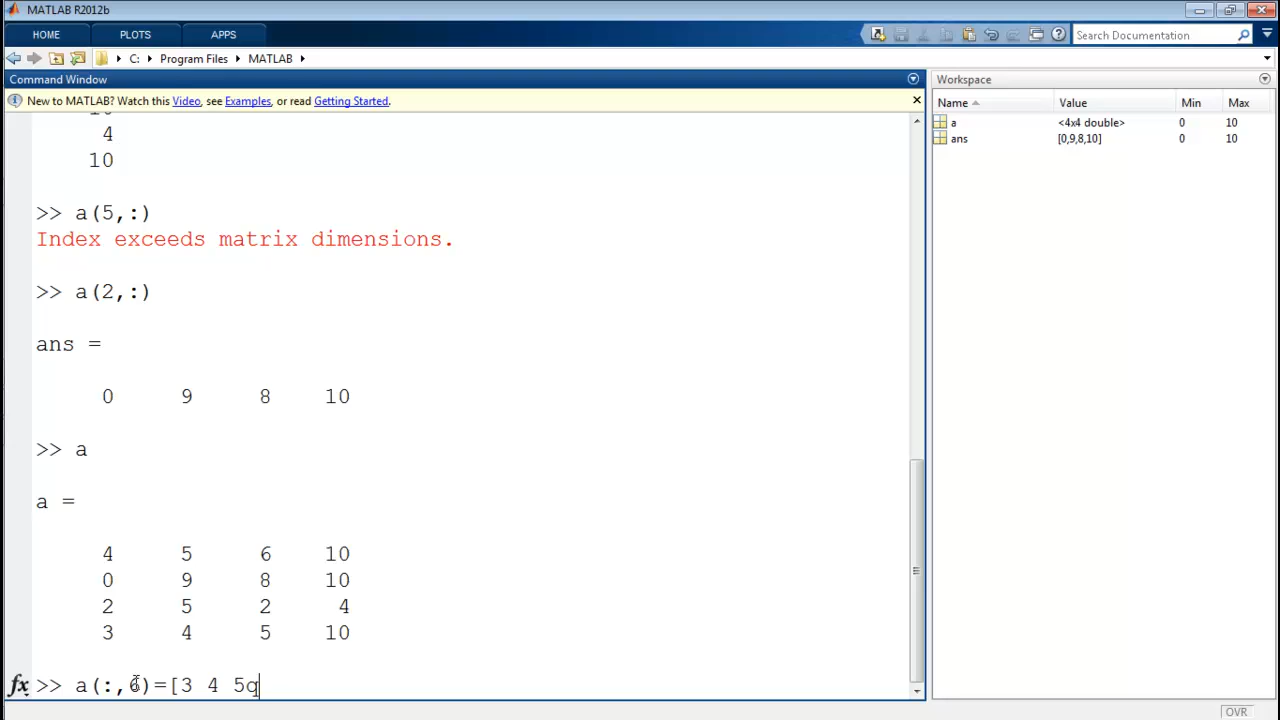 MATLAB R2012b
HOME PLOTS APPS
Search Documentation
C: Program Files MATLAB
Command Window
New to MATLAB? Watch this Video, see Examples, or read Getting Started.
10
4
10
>> a(5,:)
Index exceeds matrix dimensions.
>> a(2,:)
ans =
0 9 8 10
>> a
a =
4 5 6 10
0 9 8 10
2 5 2 4
3 4 5 10
fx >> a(:,6)=[3 4 5q
Workspace
Name Value Min Max
a <4x4 double> 0 10
ans [0,9,8,10] 0 10
OVR